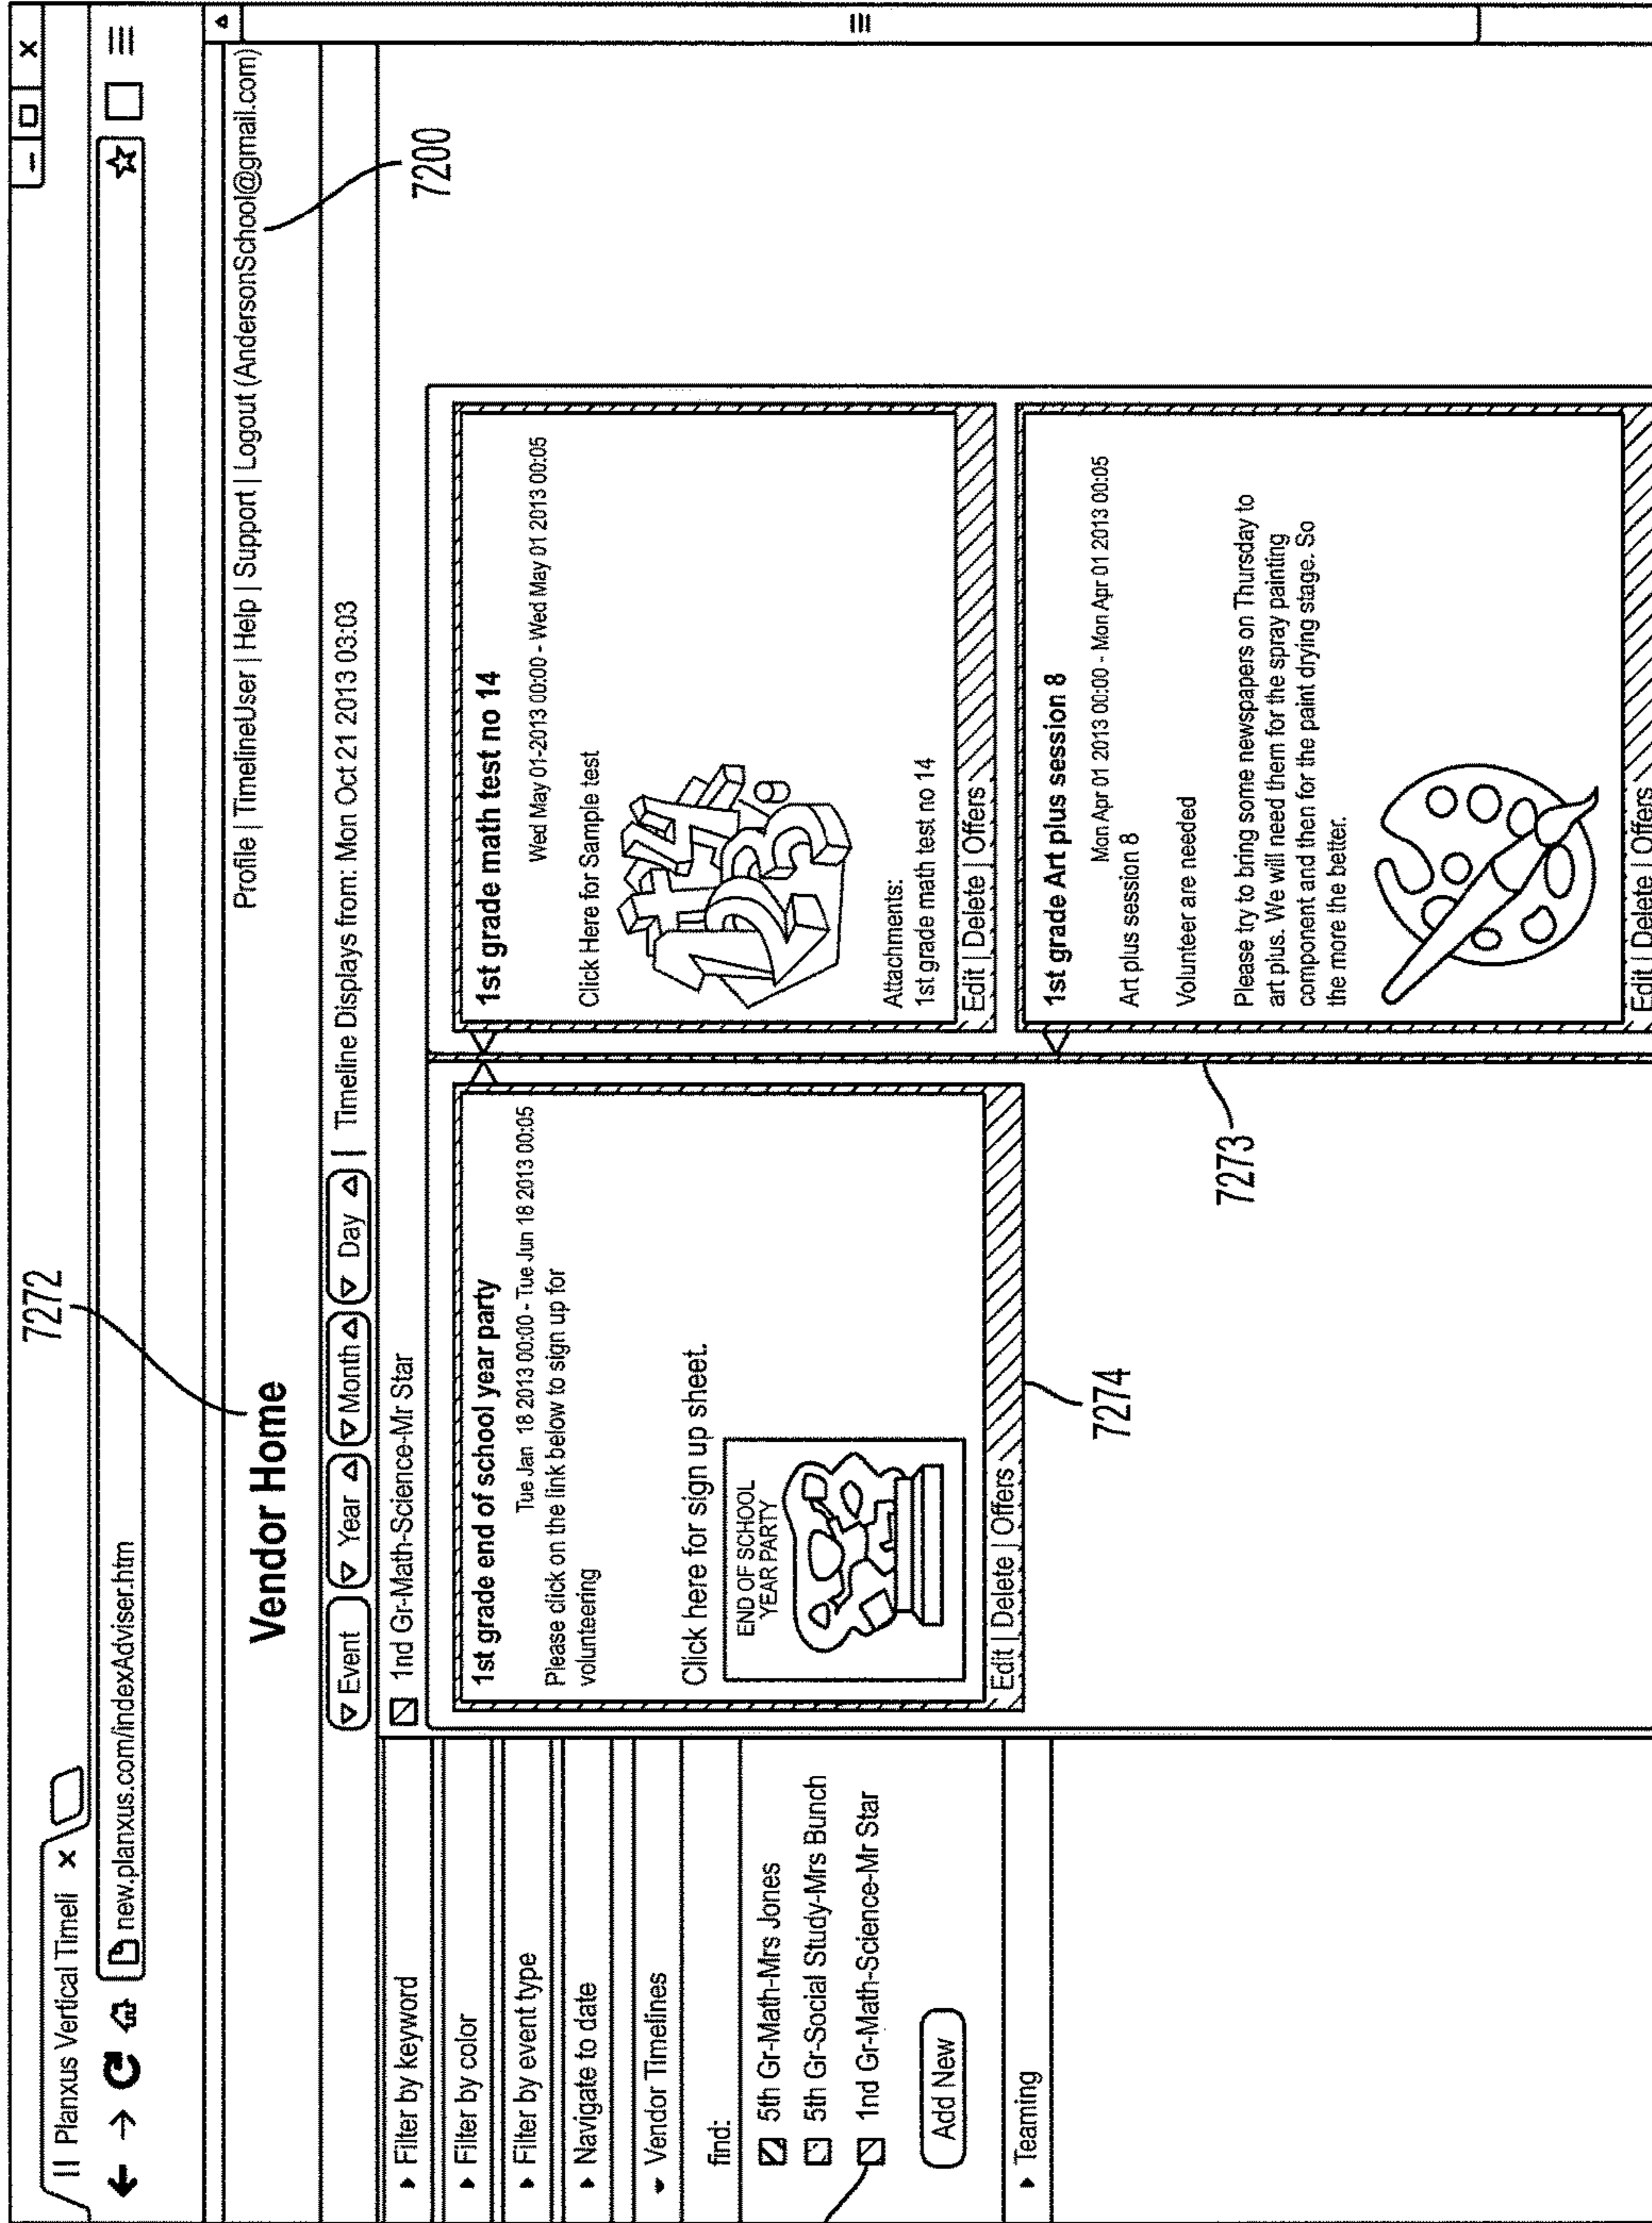 7272
Planxus Vertical Timeli x
new.planxus.com/indexAdviser.htm
Profile | TimelineUser | Help | Support | Logout (AndersonSchool@gmail.com)
7200
Vendor Home
Event Year Month Day | Timeline Displays from: Mon Oct 21 2013 03:03
1nd Gr-Math-Science-Mr Star
Filter by keyword
Filter by color
Filter by event type
Navigate to date
Vendor Timelines
find:
5th Gr-Math-Mrs Jones
5th Gr-Social Study-Mrs Bunch
1nd Gr-Math-Science-Mr Star
Add New
Teaming
1st grade end of school year party
Tue Jan 18 2013 00:00 - Tue Jun 18 2013 00:05
Please click on the link below to sign up for
volunteering
Click here for sign up sheet.
END OF SCHOOL
YEAR PARTY
Edit | Delete | Offers
7274
7273
1st grade math test no 14
Wed May 01-2013 00:00 - Wed May 01 2013 00:05
Click Here for Sample test
Attachments:
1st grade math test no 14
Edit | Delete | Offers
1st grade Art plus session 8
Mon Apr 01 2013 00:00 - Mon Apr 01 2013 00:05
Art plus session 8
Volunteer are needed
Please try to bring some newspapers on Thursday to
art plus. We will need them for the spray painting
component and then for the paint drying stage. So
the more the better.
Edit | Delete | Offers